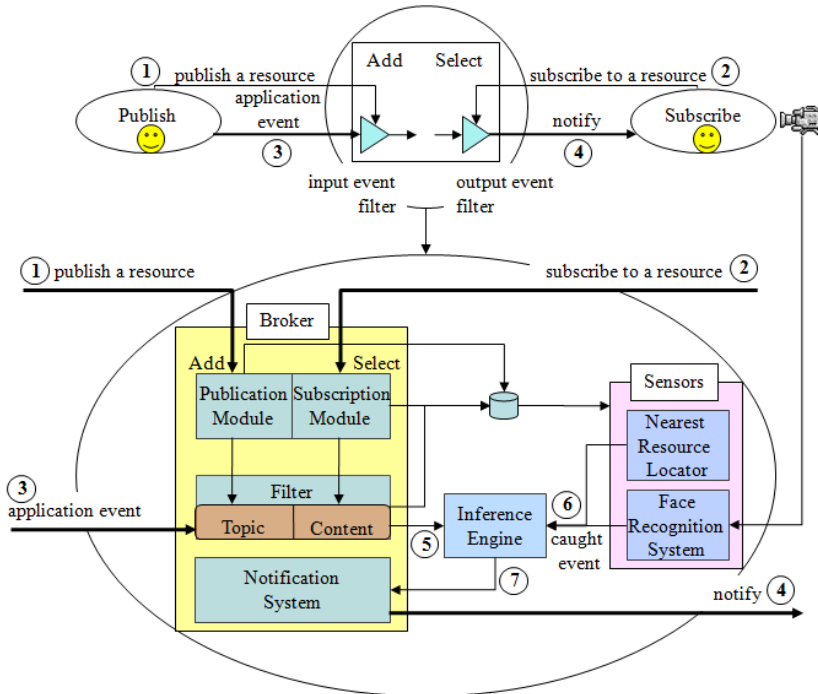 1
publish a resource
Add
Select
subscribe to a resource
2
Publish
application
event
3
notify
4
Subscribe
input event
filter
output event
filter
1
publish a resource
subscribe to a resource
2
Broker
Add
Select
Publication
Module
Subscription
Module
Sensors
Nearest
Resource
Locator
3
application event
Filter
Topic
Content
5
Inference
Engine
6
caught
event
Face
Recognition
System
7
Notification
System
notify
4